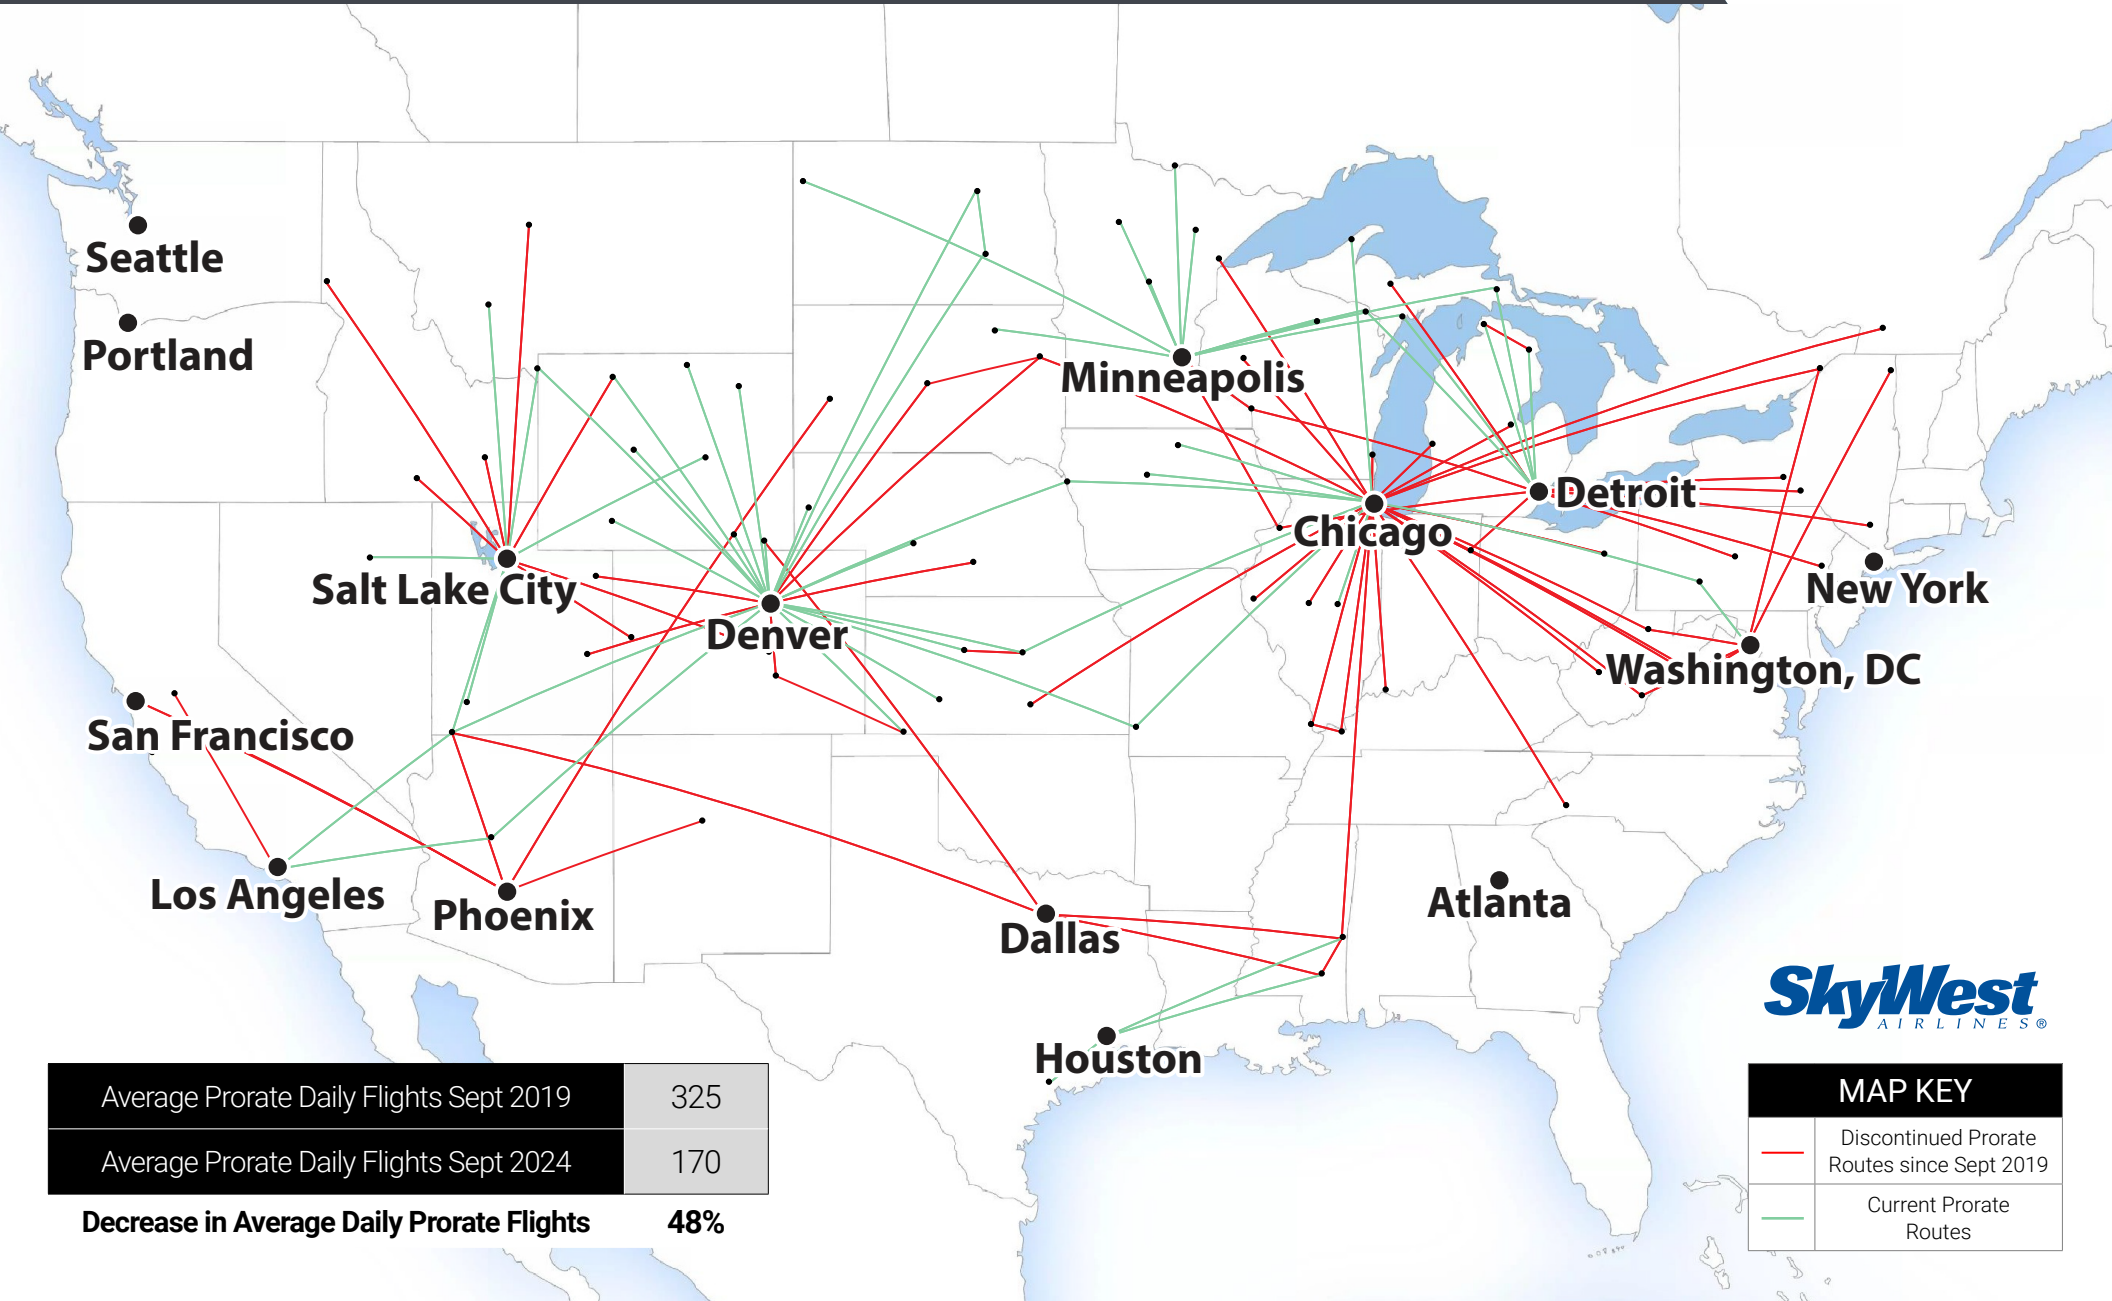 Seattle
Portland
Minneapolis
Detroit
Chicago
Salt Lake City
New York
Denver
Washington, DC
San Francisco
Los Angeles
Phoenix
Atlanta
Dallas
Houston
SkyWest
AIRLINES®
Average Prorate Daily Flights Sept 2019 325
Average Prorate Daily Flights Sept 2024 170
Decrease in Average Daily Prorate Flights 48%
MAP KEY
Discontinued Prorate
Routes since Sept 2019
Current Prorate
Routes